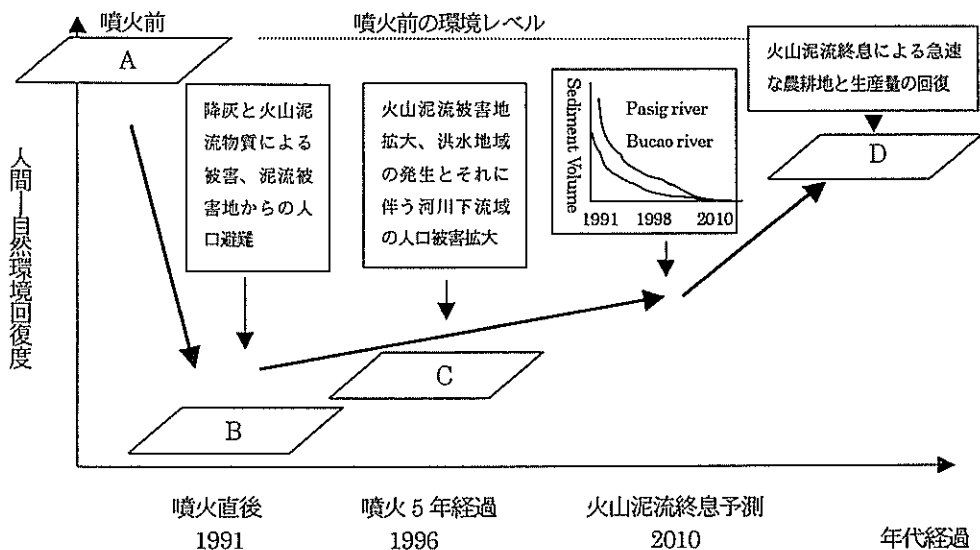 噴火前
噴火前の環境レベル
A
降灰と火山泥
流物質による
被害、泥流被
害地からの人
口避難
火山泥流被害地
拡大、洪水地域
の発生とそれに
伴う河川下流域
の人口被害拡大
Sediment Volume
Pasig river
Bucao river
1991 1998 2010
火山泥流終息による急速
な農耕地と生産量の回復
D
人間―自然環境回復度
C
B
噴火直後
1991
噴火5年経過
1996
火山泥流終息予測
2010
年代経過